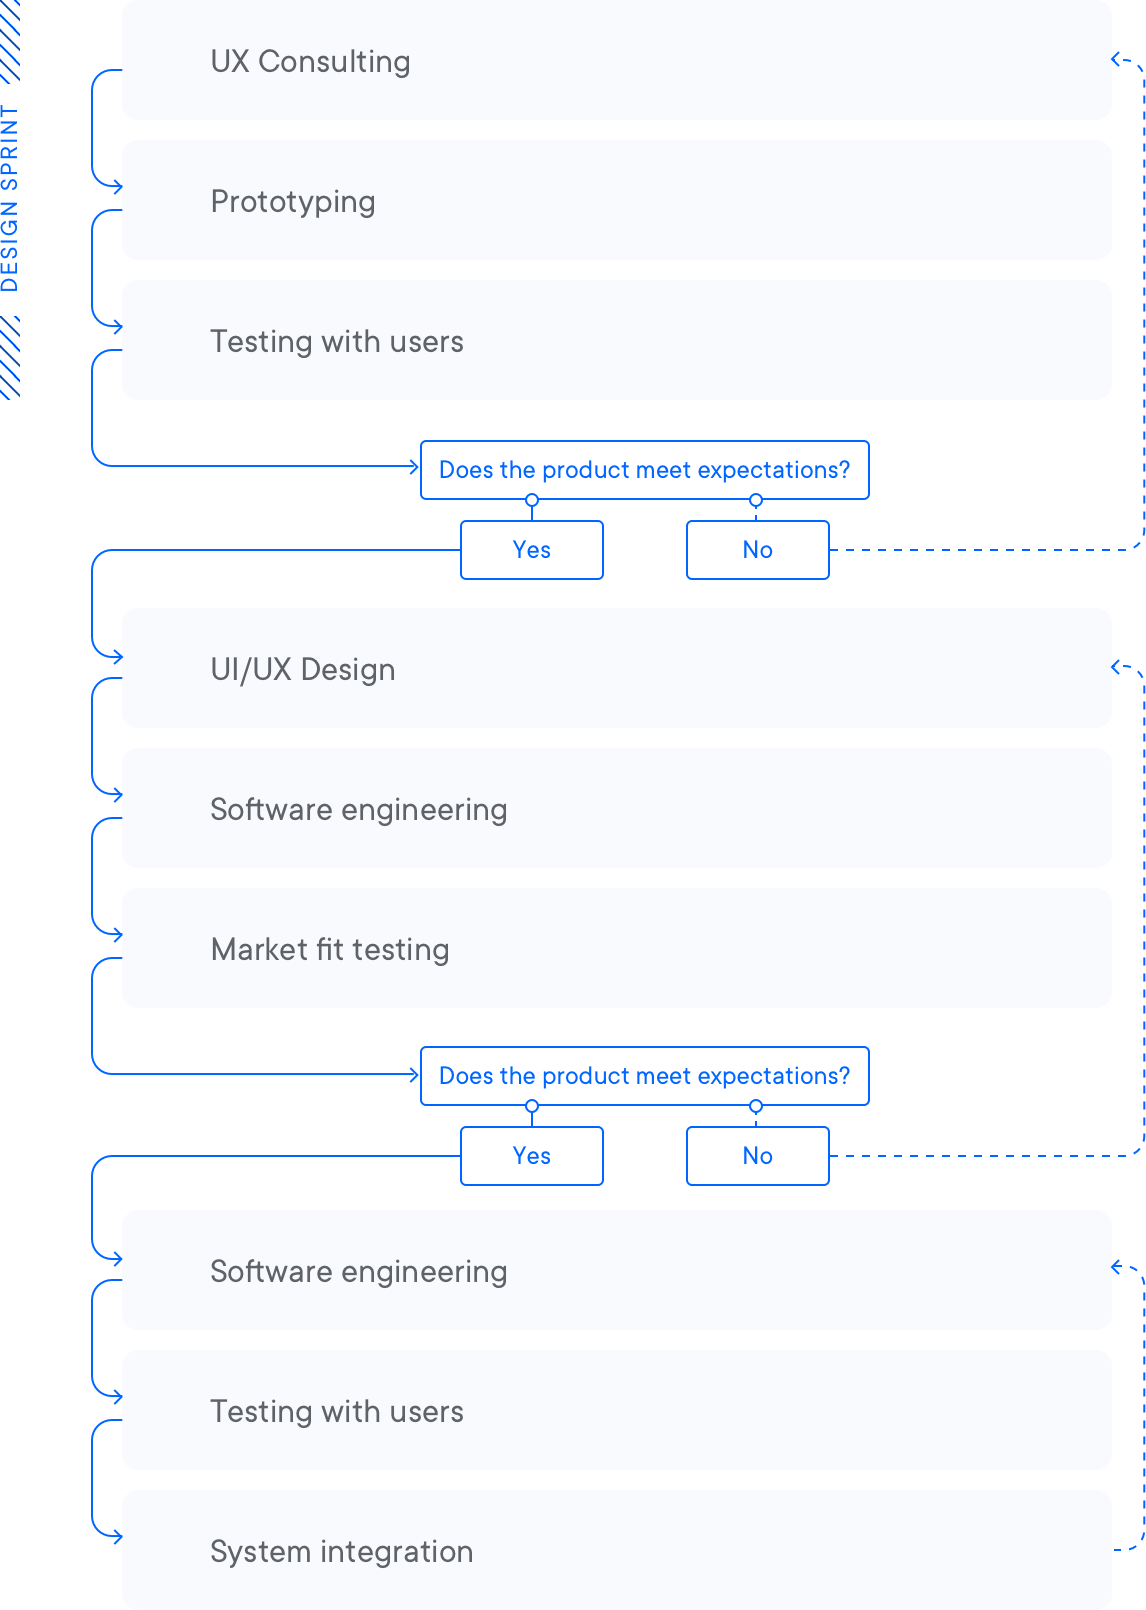 DESIGN SPRINT
UX Consulting
Prototyping
Testing with users
Does the product meet expectations?
Yes
No
UI/UX Design
Software engineering
Market fit testing
Does the product meet expectations?
Yes
No
Software engineering
Testing with users
System integration